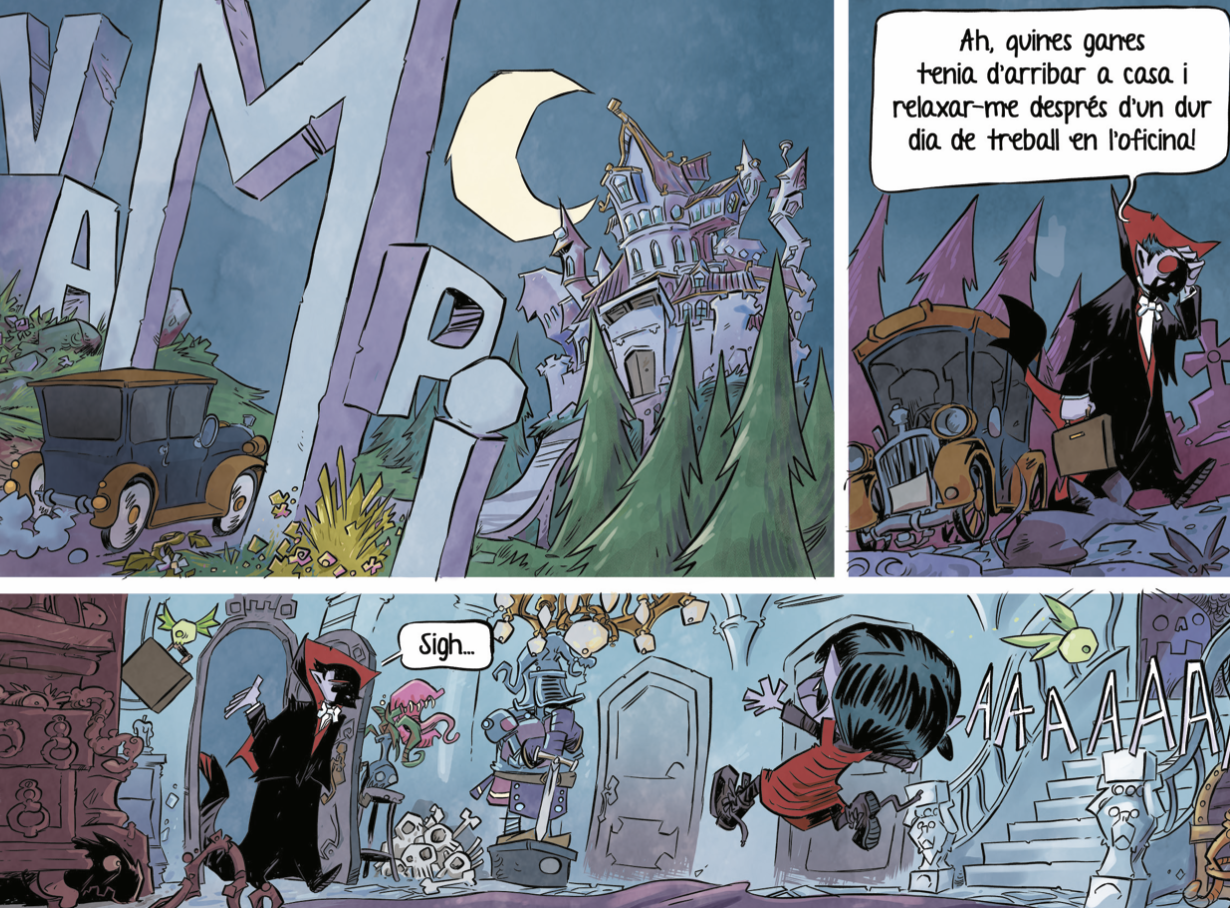 VAMPI
Ah, quines ganes
tenia d'arribar a casa i
relaxar-me després d'un dur
dia de treball en l'oficina!
Sigh...
AAAAAAA